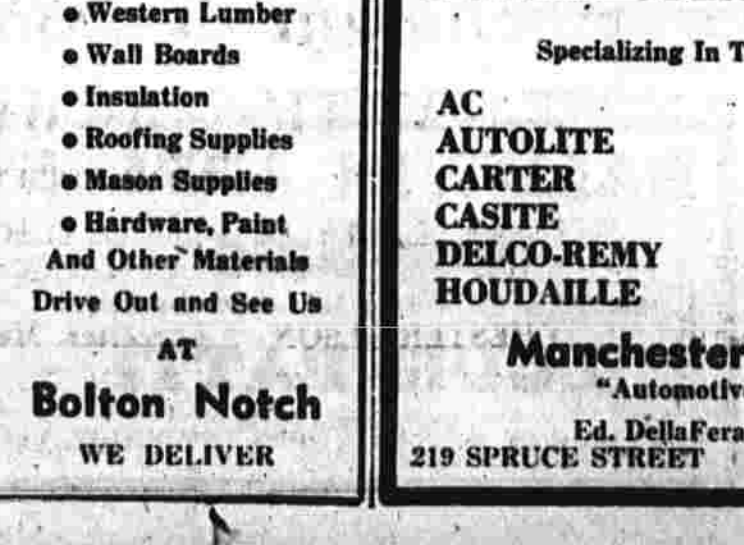 • Western Lumber
• Wall Boards
• Insulation
• Roofing Supplies
• Mason Supplies
• Hardware, Paint
And Other Materials
Drive Out and See Us
AT
Bolton Notch
WE DELIVER
Specializing In T
AC
AUTOLITE
CARTER
CASITE
DELCO-REMY
HOUDAILLE
Manchester
"Automotiv
Ed. DellaFera
219 SPRUCE STREET